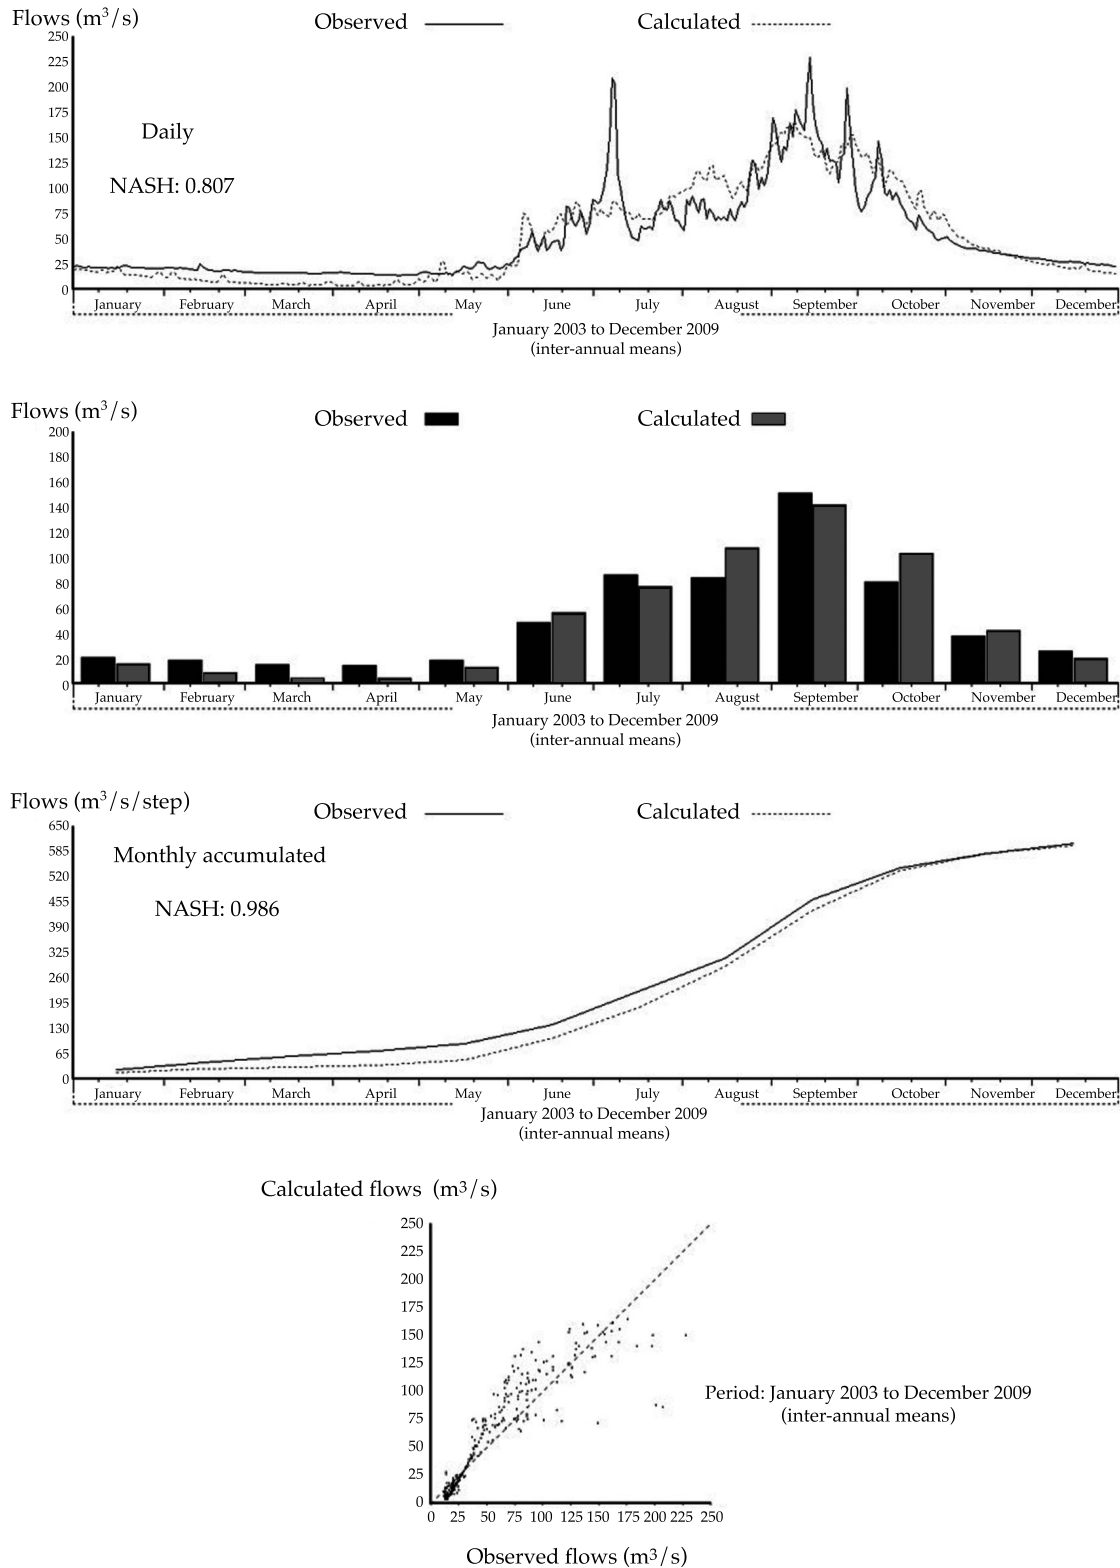 Flows (m³/s)
Observed
Calculated
250
225
200
175
150
125
100
75
50
25
0
Daily
NASH: 0.807
January February March April May June July August September October November December
January 2003 to December 2009
(inter-annual means)
Flows (m³/s)
Observed
Calculated
200
180
160
140
120
100
80
60
40
20
0
January February March April May June July August September October November December
January 2003 to December 2009
(inter-annual means)
Flows (m³/s/step)
Observed
Calculated
650
585
520
455
390
325
260
195
130
65
0
Monthly accumulated
NASH: 0.986
January February March April May June July August September October November December
January 2003 to December 2009
(inter-annual means)
Calculated flows (m3/s)
250
225
200
175
150
125
100
75
50
25
0
0 25 50 75 100 125 150 175 200 225 250
Observed flows (m3/s)
Period: January 2003 to December 2009
(inter-annual means)